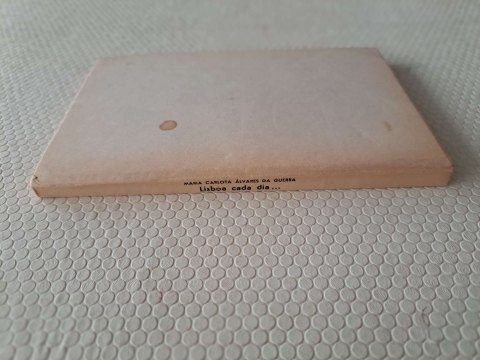 MARIA CARLOTA ÁLVARES DA GUERRA
Lisboa cada dia...